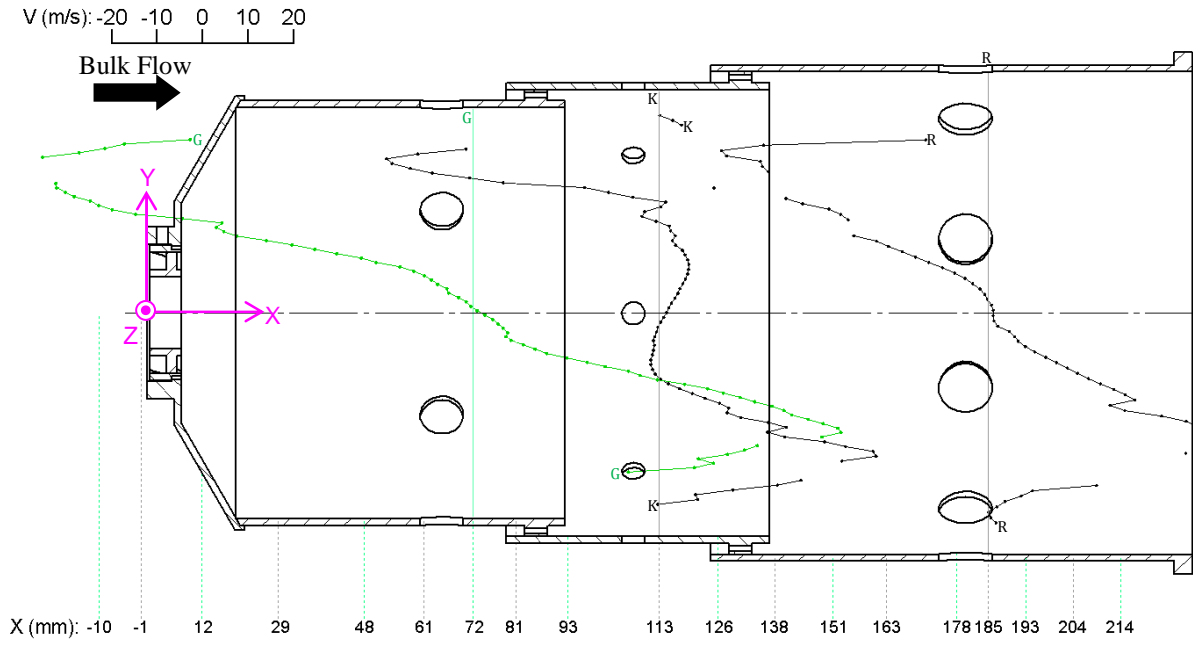 V (m/s): -20 -10 0 10 20
Bulk Flow
R
K K
G
G R
Y
X
Z
G
K R
X (mm): -10 -1 12 29 48 61 72 81 93 113 126 138 151 163 178 185 193 204 214